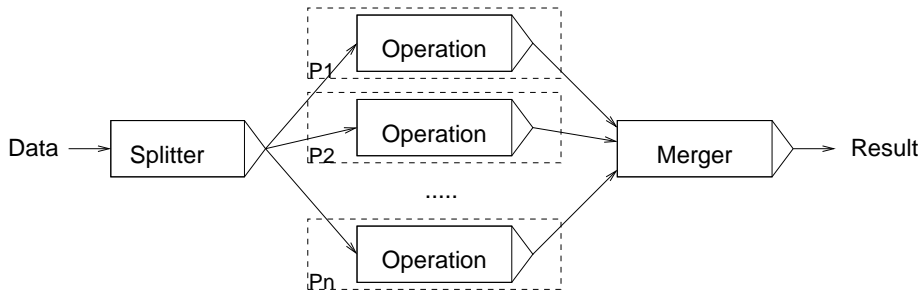 Operation
P1
Operation
Data
Splitter
P2
Merger
Result
.....
Operation
Pn